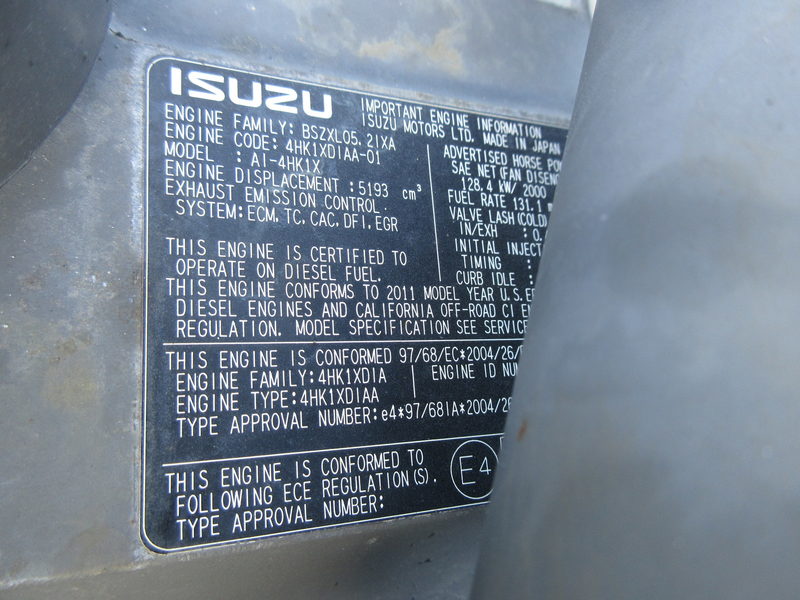 ISUZU
IMPORTANT ENGINE INFORMATION
ISUZU MOTORS LTD. MADE IN JAPAN
ENGINE FAMILY: BSZXL05.2IXA
ENGINE CODE: 4HK1XDIAA-01
MODEL : AI-4HK1X
ENGINE DISPLACEMENT : 5193 cm³
EXHAUST EMISSION CONTROL
SYSTEM: ECM, TC, CAC, DFI, EGR
ADVERTISED HORSE
SAE NET (FAN
128.4 kW/ 2000
FUEL RATE 131.1
VALVE LASH (COLD)
IN/EXH : 0.
INITIAL
TIMING :
CURB IDLE :
THIS ENGINE IS CERTIFIED TO
OPERATE ON DIESEL FUEL.
THIS ENGINE CONFORMS TO 2011 MODEL YEAR U.S.
DIESEL ENGINES AND CALIFORNIA OFF-ROAD CI
REGULATION. MODEL SPECIFICATION SEE SERVICE
THIS ENGINE IS CONFORMED 97/68/EC*2004/26/
ENGINE FAMILY: 4HK1XDIA
ENGINE ID
ENGINE TYPE: 4HK1XDIAA
TYPE APPROVAL NUMBER: e4*97/68IA*2004/26
THIS ENGINE IS CONFORMED TO
FOLLOWING ECE REGULATION(S).
E4
TYPE APPROVAL NUMBER: